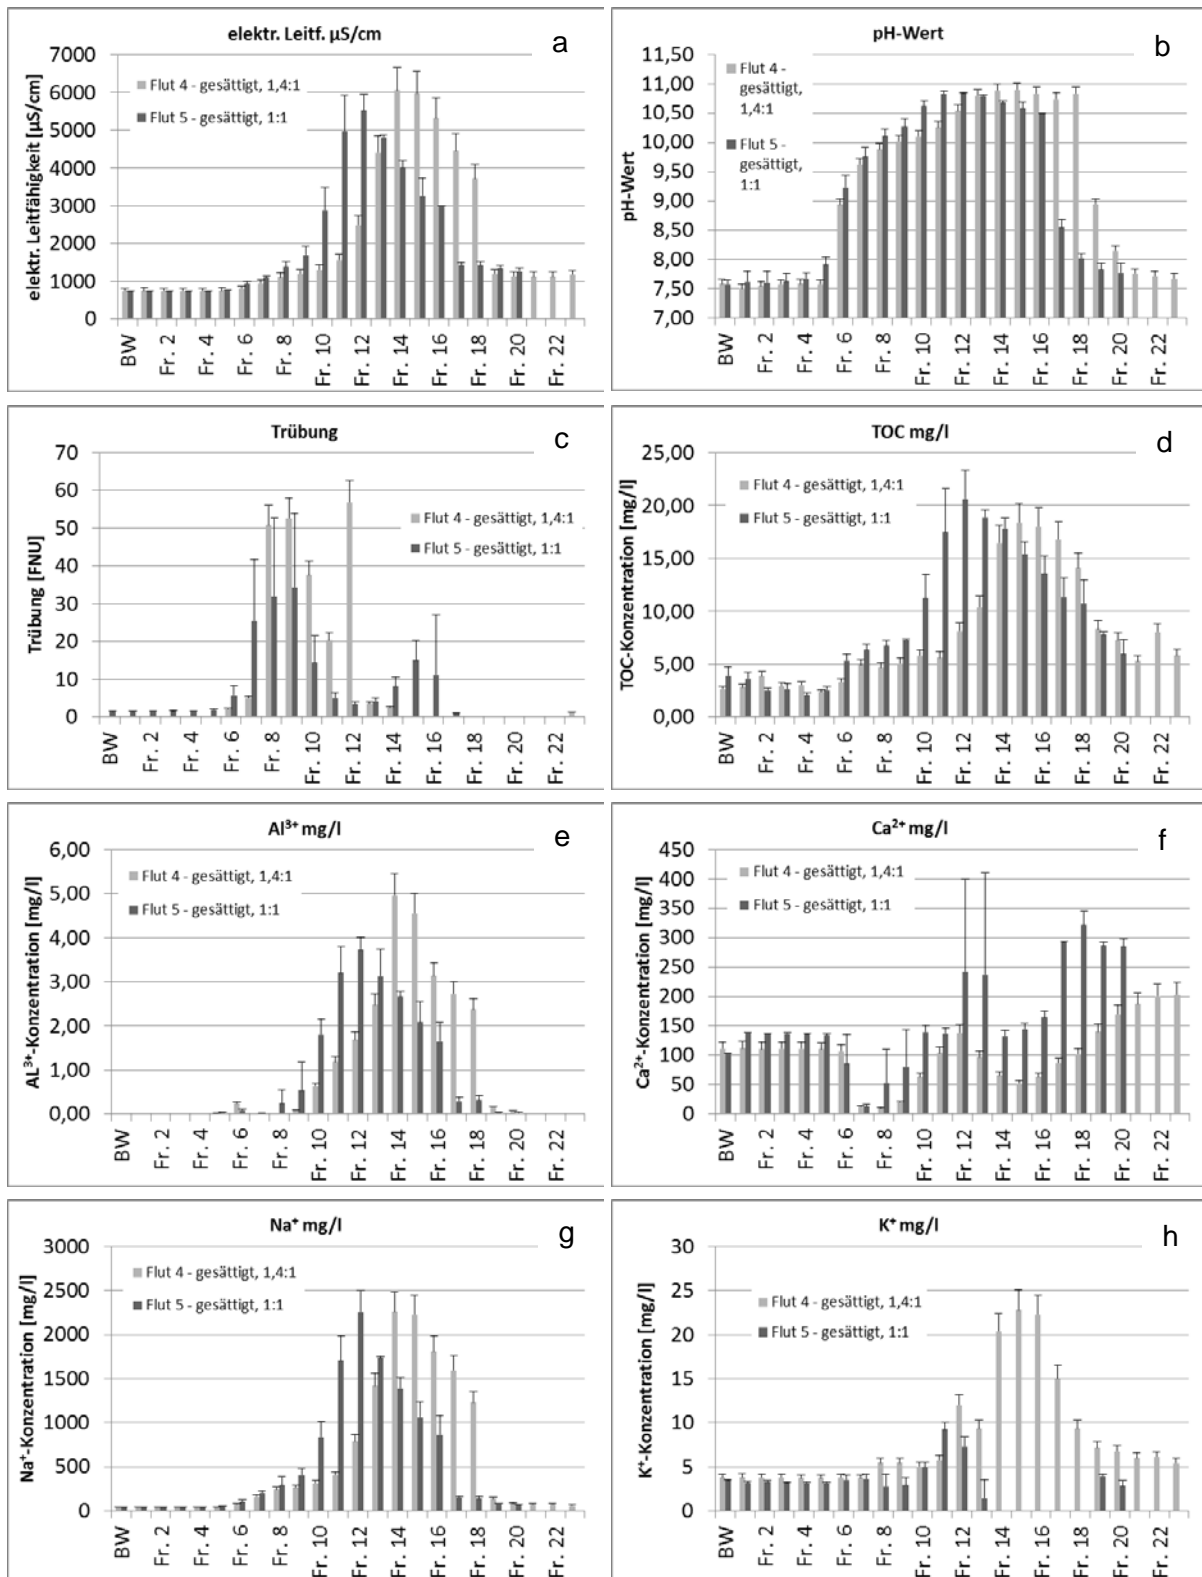 elektr. Leitf. µS/cm
a
elektr. Leitfähigkeit [µS/cm]
7000
6000
5000
4000
3000
2000
1000
0
Flut 4 - gesättigt, 1,4:1
Flut 5 - gesättigt, 1:1
BW
Fr. 2
Fr. 4
Fr. 6
Fr. 8
Fr. 10
Fr. 12
Fr. 14
Fr. 16
Fr. 18
Fr. 20
Fr. 22
pH-Wert
b
pH-Wert
11,50
11,00
10,50
10,00
9,50
9,00
8,50
8,00
7,50
7,00
Flut 4 -
gesättigt,
1,4:1
Flut 5 -
gesättigt,
1:1
BW
Fr. 2
Fr. 4
Fr. 6
Fr. 8
Fr. 10
Fr. 12
Fr. 14
Fr. 16
Fr. 18
Fr. 20
Fr. 22
Trübung
c
Trübung [FNU]
70
60
50
40
30
20
10
0
Flut 4 - gesättigt, 1,4:1
Flut 5 - gesättigt, 1:1
BW
Fr. 2
Fr. 4
Fr. 6
Fr. 8
Fr. 10
Fr. 12
Fr. 14
Fr. 16
Fr. 18
Fr. 20
Fr. 22
TOC mg/l
d
TOC-Konzentration [mg/l]
25,00
20,00
15,00
10,00
5,00
0,00
Flut 4 - gesättigt, 1,4:1
Flut 5 - gesättigt, 1:1
BW
Fr. 2
Fr. 4
Fr. 6
Fr. 8
Fr. 10
Fr. 12
Fr. 14
Fr. 16
Fr. 18
Fr. 20
Fr. 22
Al³⁺ mg/l
e
AL³⁺-Konzentration [mg/l]
6,00
5,00
4,00
3,00
2,00
1,00
0,00
Flut 4 - gesättigt, 1,4:1
Flut 5 - gesättigt, 1:1
BW
Fr. 2
Fr. 4
Fr. 6
Fr. 8
Fr. 10
Fr. 12
Fr. 14
Fr. 16
Fr. 18
Fr. 20
Fr. 22
Ca²⁺ mg/l
f
Ca²⁺-Konzentration [mg/l]
450
400
350
300
250
200
150
100
50
0
Flut 4 - gesättigt, 1,4:1
Flut 5 - gesättigt, 1:1
BW
Fr. 2
Fr. 4
Fr. 6
Fr. 8
Fr. 10
Fr. 12
Fr. 14
Fr. 16
Fr. 18
Fr. 20
Fr. 22
Na⁺ mg/l
g
Na⁺-Konzentration [mg/l]
3000
2500
2000
1500
1000
500
0
Flut 4 - gesättigt, 1,4:1
Flut 5 - gesättigt, 1:1
BW
Fr. 2
Fr. 4
Fr. 6
Fr. 8
Fr. 10
Fr. 12
Fr. 14
Fr. 16
Fr. 18
Fr. 20
Fr. 22
K⁺ mg/l
h
K⁺-Konzentration [mg/l]
30
25
20
15
10
5
0
Flut 4 - gesättigt, 1,4:1
Flut 5 - gesättigt, 1:1
BW
Fr. 2
Fr. 4
Fr. 6
Fr. 8
Fr. 10
Fr. 12
Fr. 14
Fr. 16
Fr. 18
Fr. 20
Fr. 22